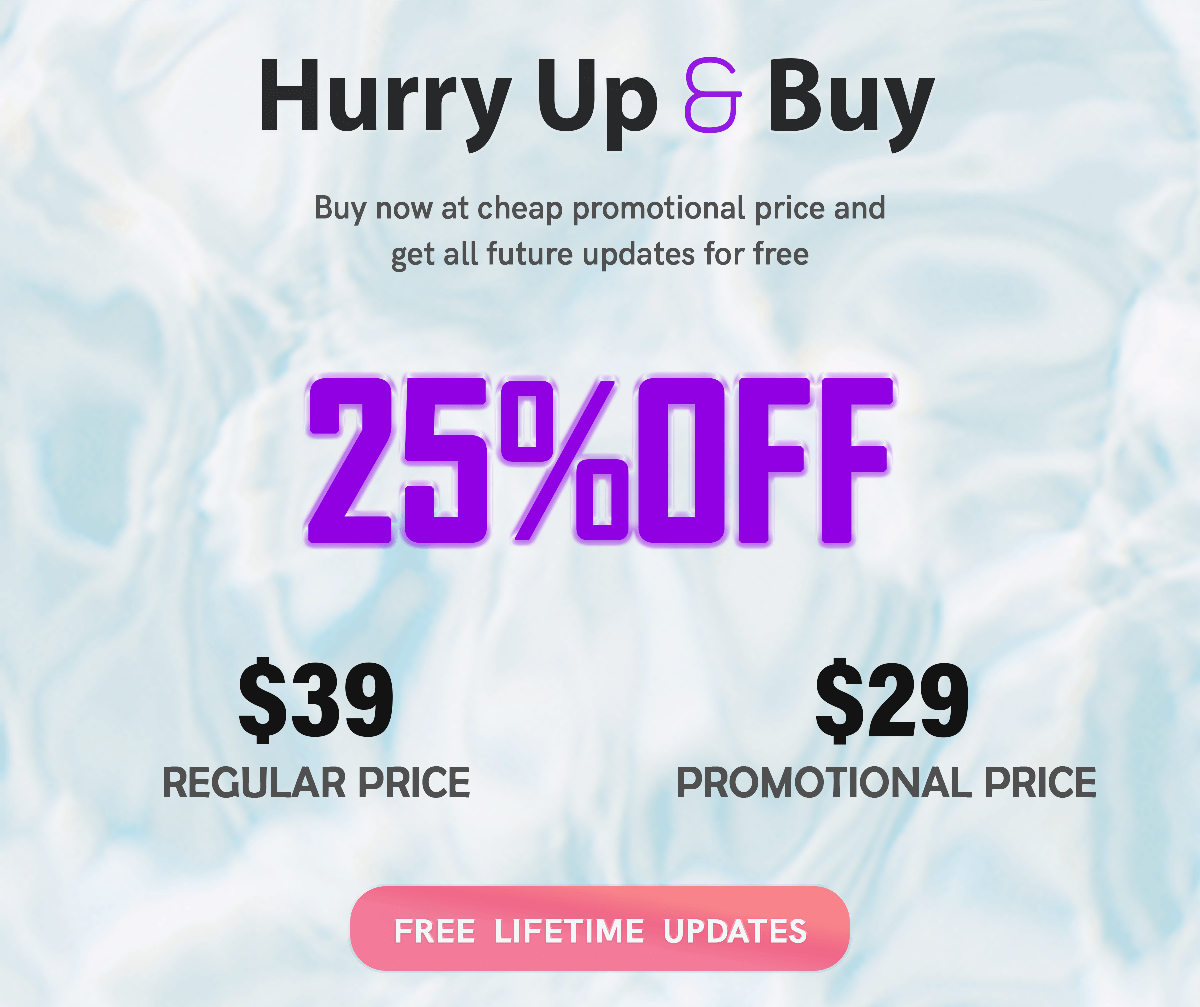 Hurry Up & Buy
Buy now at cheap promotional price and
get all future updates for free
25%OFF
$39
REGULAR PRICE
$29
PROMOTIONAL PRICE
FREE LIFETIME UPDATES